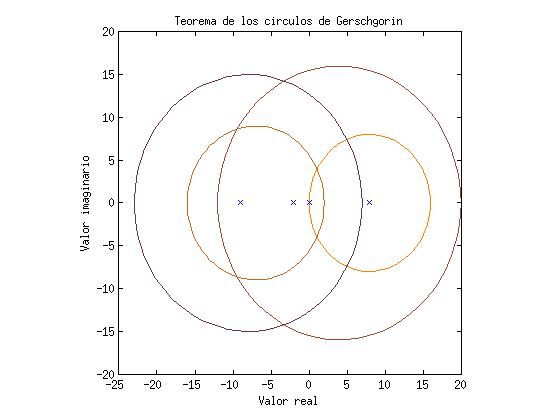 Teorema de los circulos de Gerschgorin
20
15
10
5
0
-5
-10
-15
-20
-25 -20 -15 -10 -5 0 5 10 15 20
Valor real
Valor imaginario